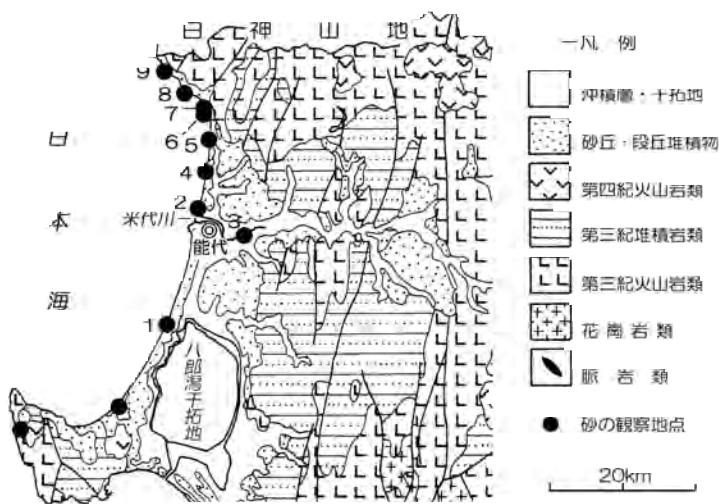 白神山地
日本海
9
8
7
6
5
4
2
3
1
米代川
能代
八郎潟干拓地
凡例
沖積層・干拓地
砂丘・段丘堆積物
第四紀火山岩類
第三紀堆積岩類
第三紀火山岩類
花崗岩類
脈岩類
砂の観察地点
20km